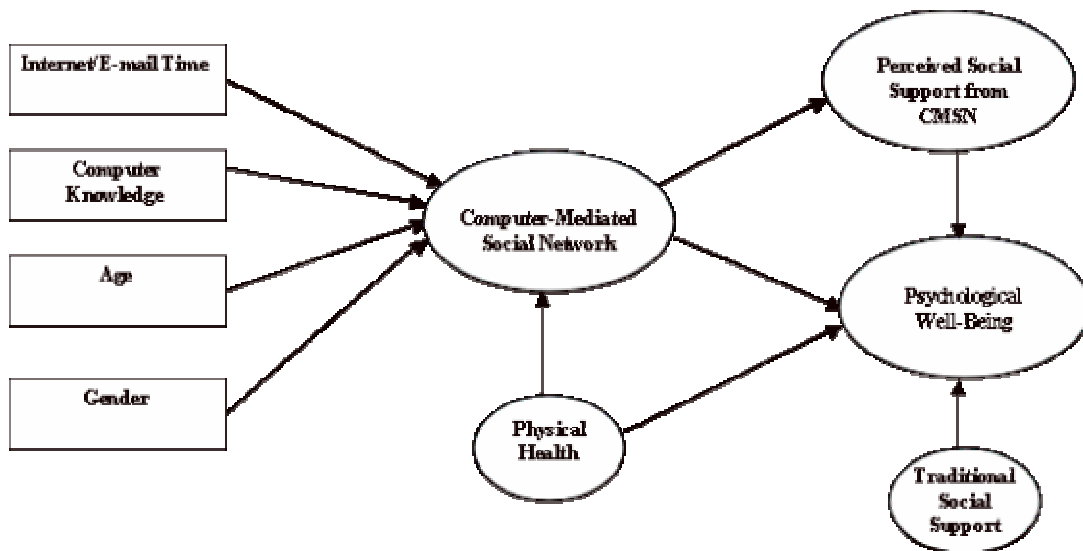 Internet/E-mail Time
Computer
Knowledge
Age
Gender
Computer-Mediated
Social Network
Physical
Health
Perceived Social
Support from
CMSN
Psychological
Well-Being
Traditional
Social
Support